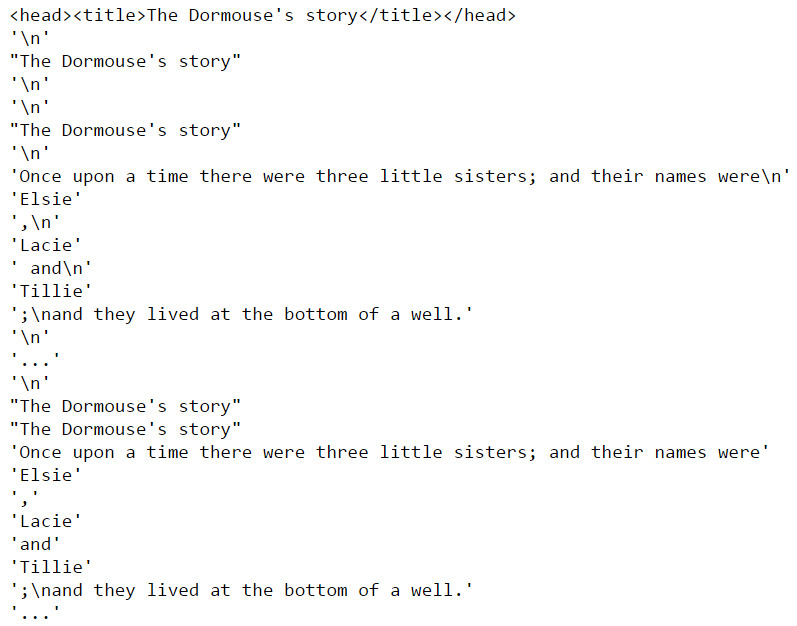 <head><title>The Dormouse's story</title></head>
'\n'
"The Dormouse's story"
'\n'
'\n'
"The Dormouse's story"
'\n'
'Once upon a time there were three little sisters; and their names were\n'
'Elsie'
',\n'
'Lacie'
' and\n'
'Tillie'
';\nand they lived at the bottom of a well.'
'\n'
'...'
'\n'
"The Dormouse's story"
"The Dormouse's story"
'Once upon a time there were three little sisters; and their names were'
'Elsie'
','
'Lacie'
'and'
'Tillie'
';\nand they lived at the bottom of a well.'
'...'